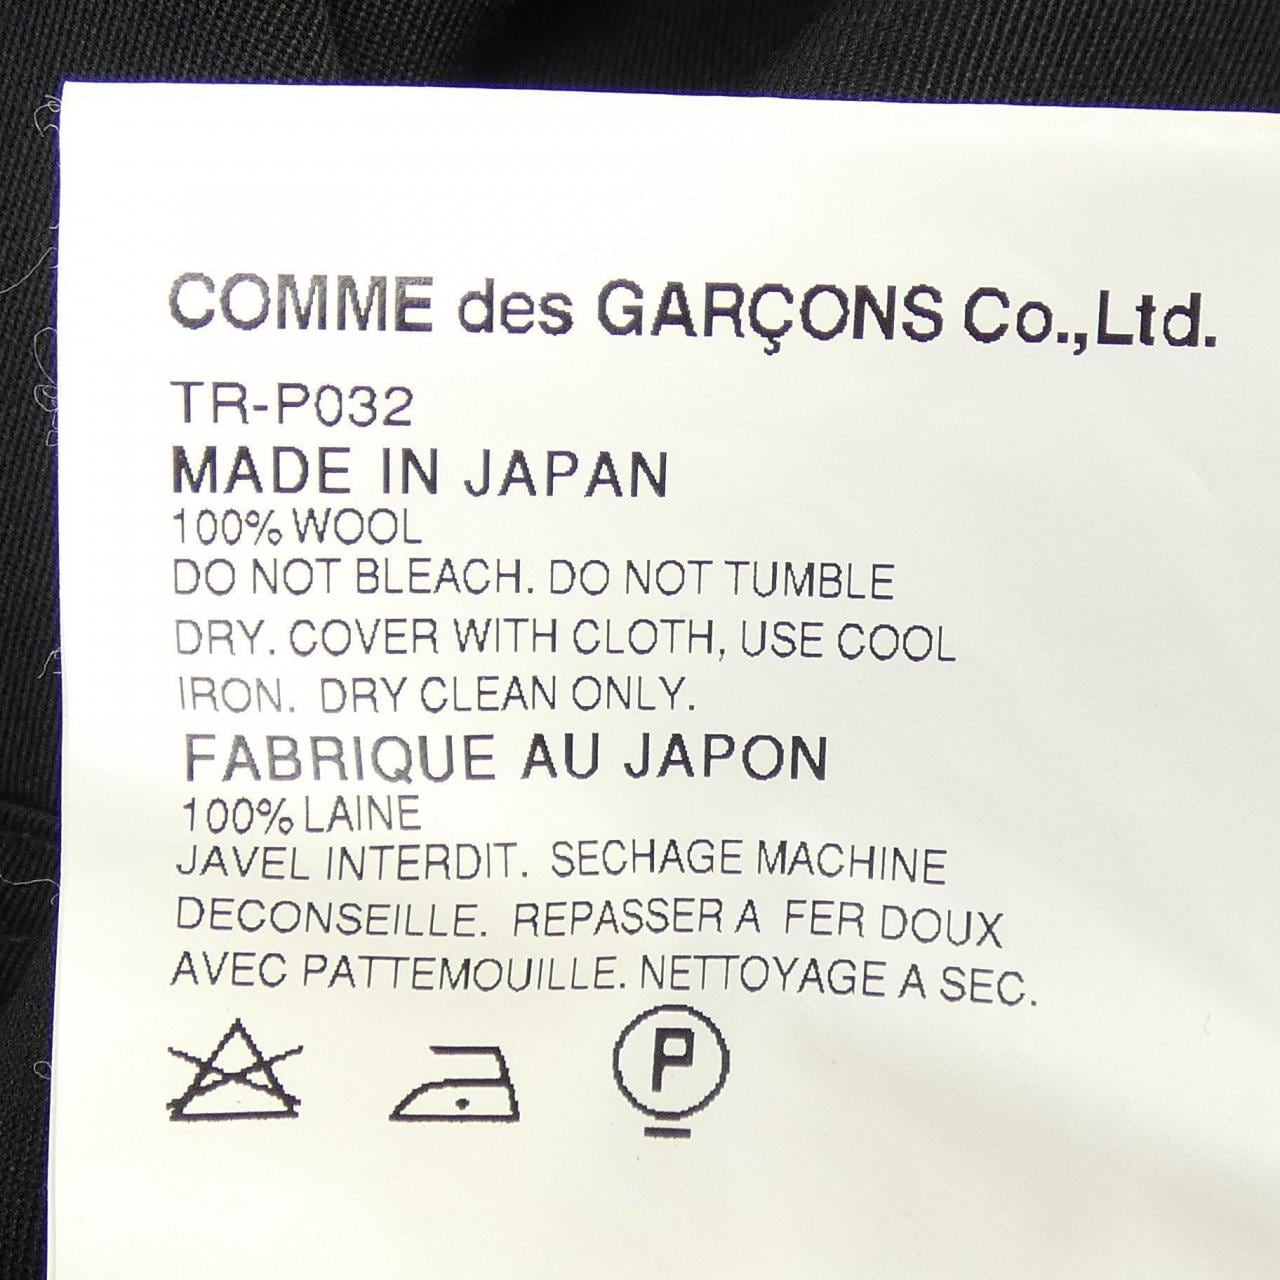 COMME des GARÇONS Co.,Ltd.
TR-P032
MADE IN JAPAN
100% WOOL
DO NOT BLEACH. DO NOT TUMBLE
DRY. COVER WITH CLOTH, USE COOL
IRON. DRY CLEAN ONLY.
FABRIQUE AU JAPON
100% LAINE
JAVEL INTERDIT. SECHAGE MACHINE
DECONSEILLE. REPASSER A FER DOUX
AVEC PATTEMOUILLE. NETTOYAGE A SEC.
P